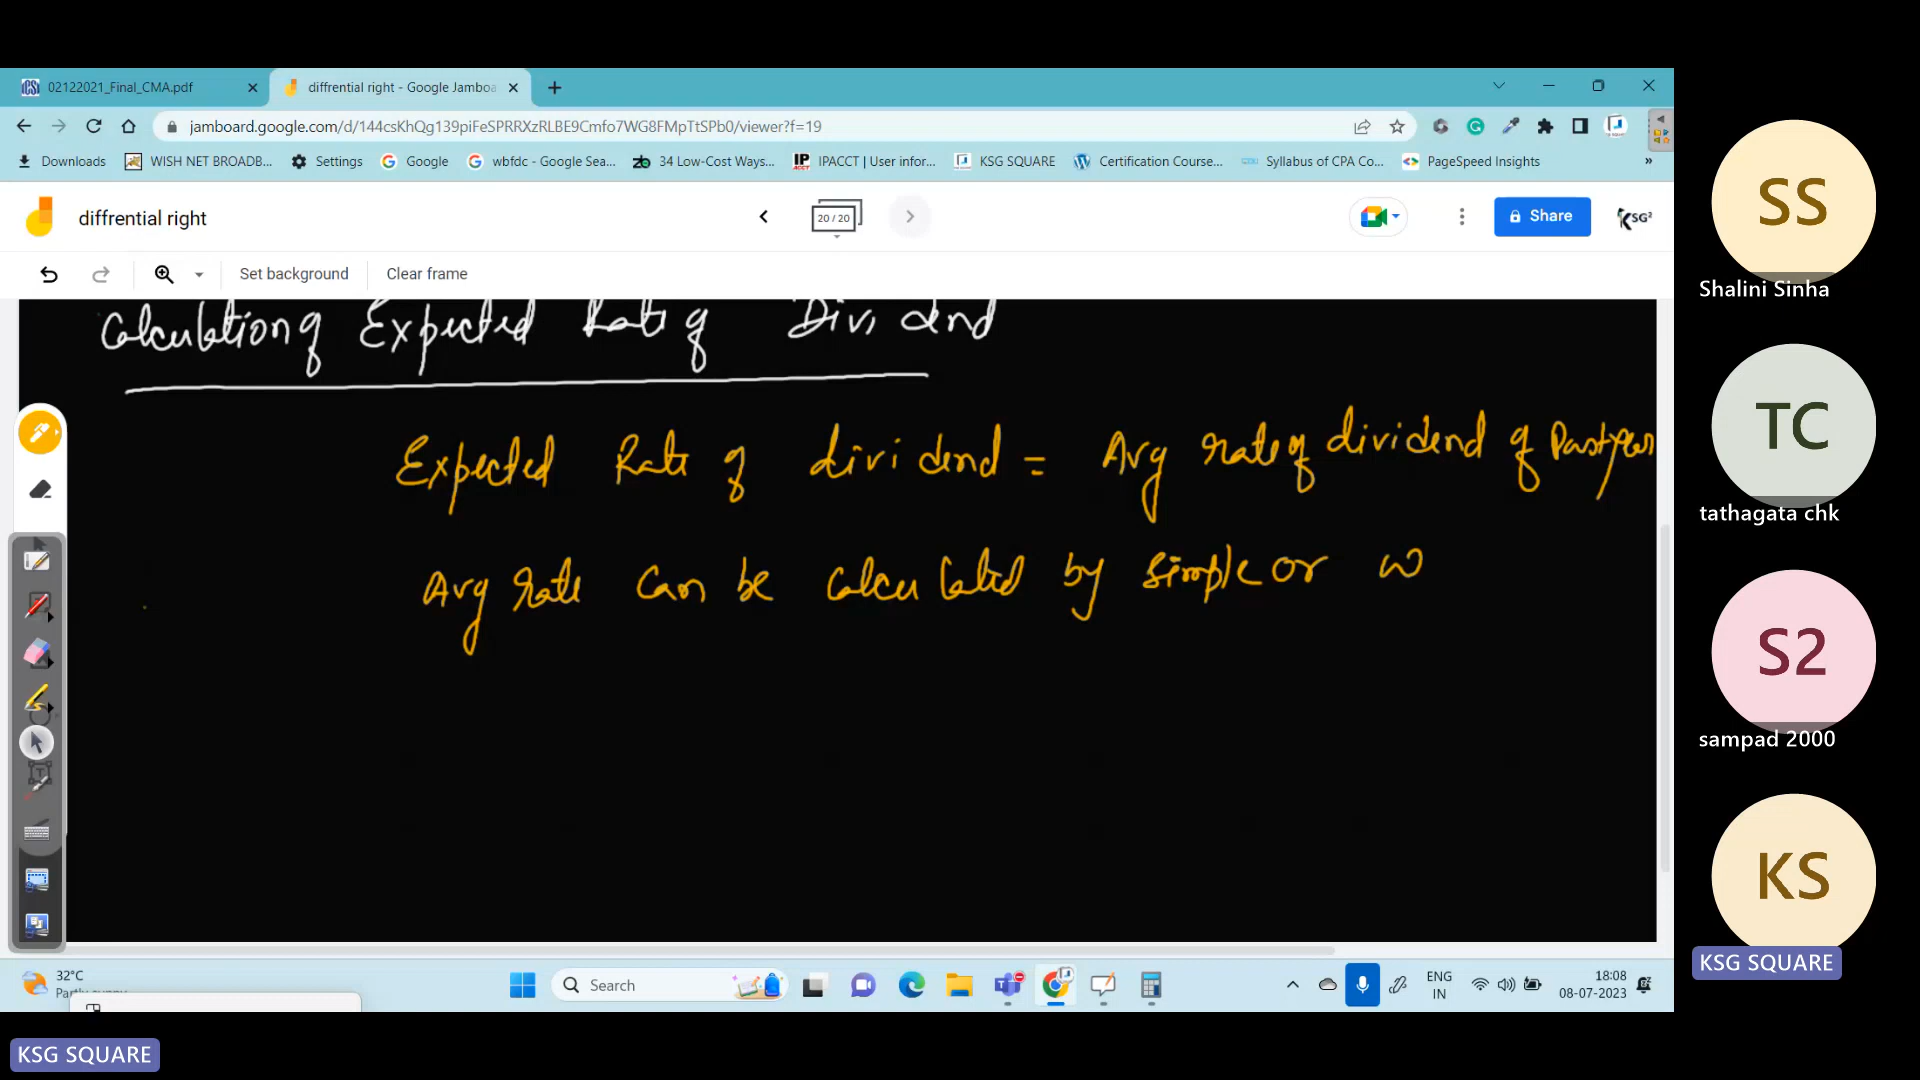 02122021_Final_CMA.pdf
diffrential right - Google Jamboa
jamboard.google.com/d/144csKhQg139piFeSPRRXzRLBE9Cmfo7WG8FMpTtSPb0/viewer?f=19
Downloads WISH NET BROADB... Settings Google wbfdc - Google Sea... 34 Low-Cost Ways... IPACCT | User infor... KSG SQUARE Certification Course... Syllabus of CPA Co... PageSpeed Insights »
diffrential right
20 / 20
Share
KSG²
Set background Clear frame
Calculation of Expected Rate of Dividend
Expected Rate of dividend = Avg rate of dividend of Past year
Avg rate can be calculated by simple or w
SS
Shalini Sinha
TC
tathagata chk
S2
sampad 2000
KS
KSG SQUARE
32°C
Search
ENG
IN
18:08
08-07-2023
KSG SQUARE